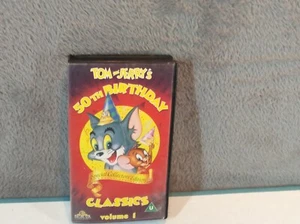 TOM AND JERRY'S
50TH BIRTHDAY
CLASSICS
volume 1
U